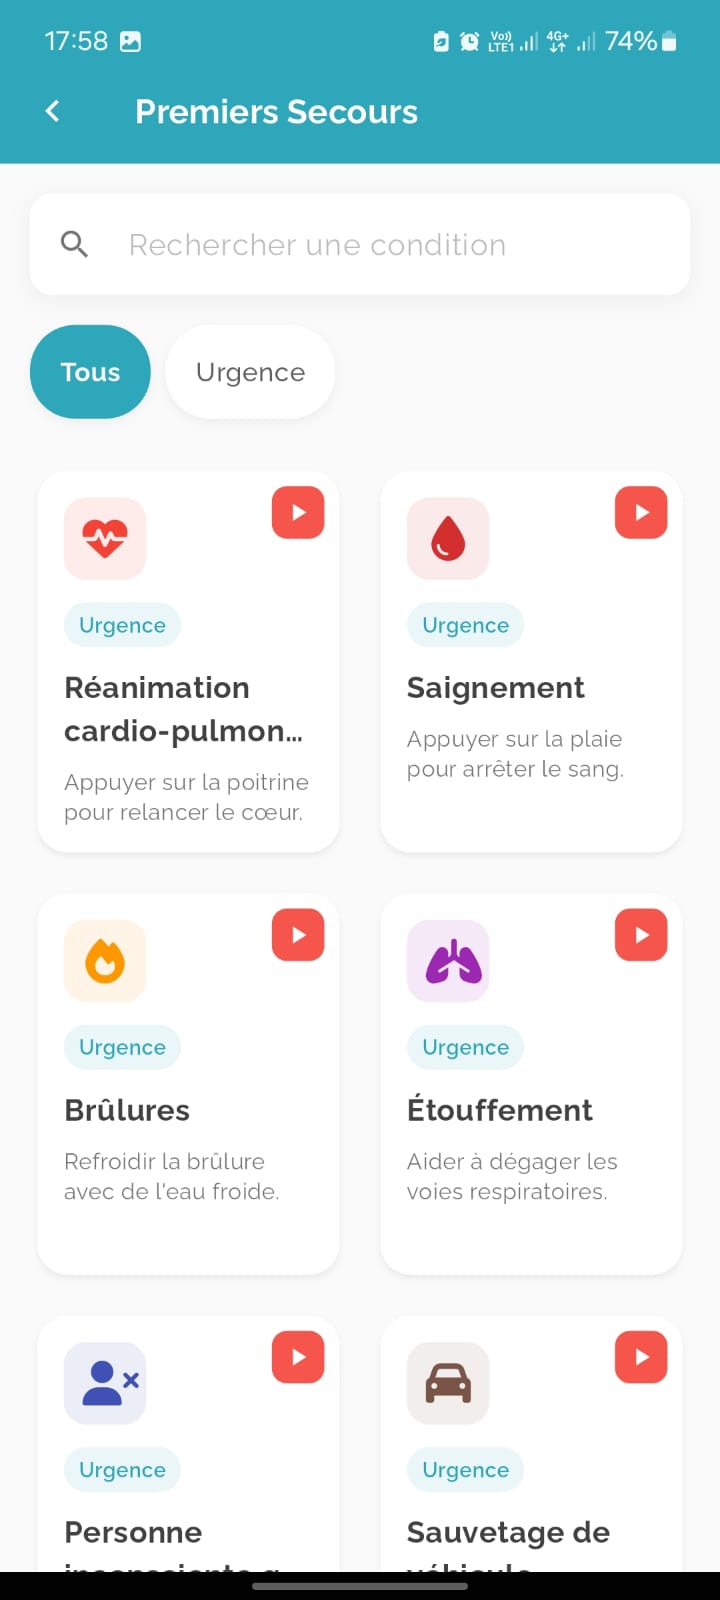 17:58
Vo)) LTE1 4G+ 74%
Premiers Secours
Rechercher une condition
Tous
Urgence
Urgence
Réanimation
cardio-pulmon...
Appuyer sur la poitrine
pour relancer le cœur.
Urgence
Saignement
Appuyer sur la plaie
pour arrêter le sang.
Urgence
Brûlures
Refroidir la brûlure
avec de l'eau froide.
Urgence
Étouffement
Aider à dégager les
voies respiratoires.
Urgence
Personne
Urgence
Sauvetage de